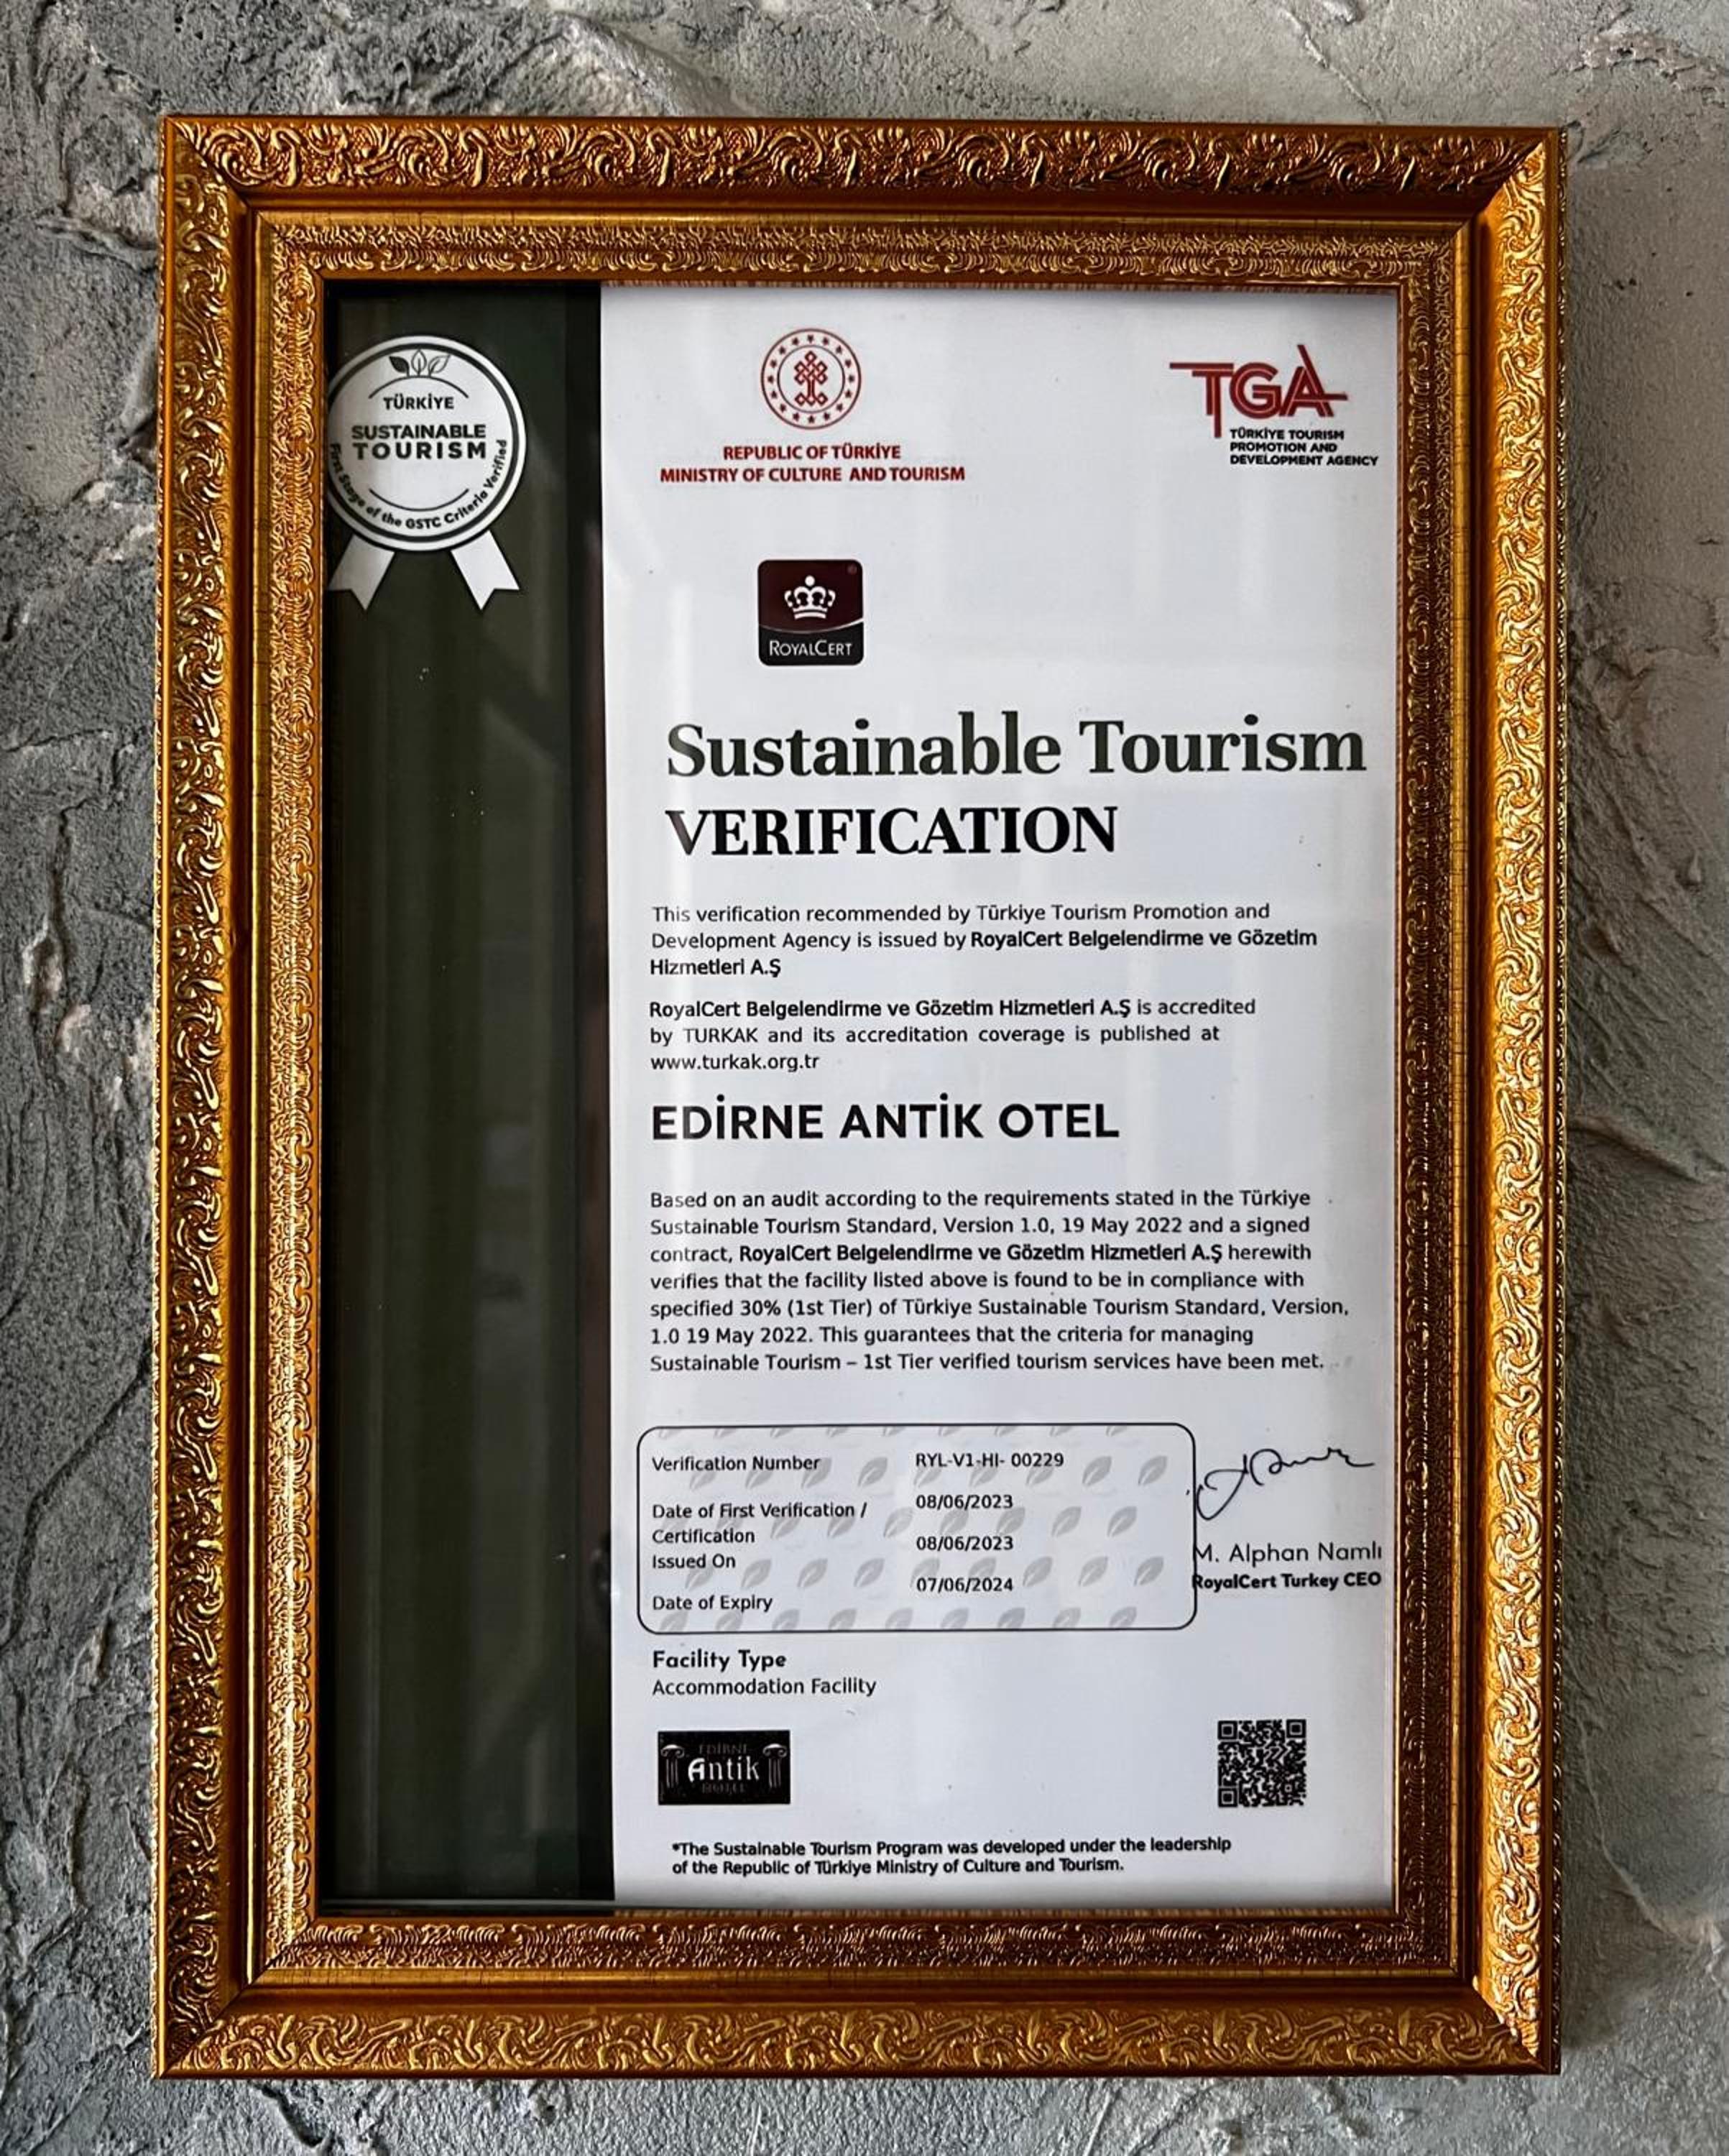 TÜRKİYE
SUSTAINABLE
TOURISM
First Stage of the GSTC Criteria Verified
REPUBLIC OF TÜRKİYE
MINISTRY OF CULTURE AND TOURISM
TGA
TÜRKİYE TOURISM
PROMOTION AND
DEVELOPMENT AGENCY
ROYALCERT
Sustainable Tourism
VERIFICATION
This verification recommended by Türkiye Tourism Promotion and
Development Agency is issued by RoyalCert Belgelendirme ve Gözetim
Hizmetleri A.Ş
RoyalCert Belgelendirme ve Gözetim Hizmetleri A.Ş is accredited
by TURKAK and its accreditation coverage is published at
www.turkak.org.tr
EDİRNE ANTİK OTEL
Based on an audit according to the requirements stated in the Türkiye
Sustainable Tourism Standard, Version 1.0, 19 May 2022 and a signed
contract, RoyalCert Belgelendirme ve Gözetim Hizmetleri A.Ş herewith
verifies that the facility listed above is found to be in compliance with
specified 30% (1st Tier) of Türkiye Sustainable Tourism Standard, Version,
1.0 19 May 2022. This guarantees that the criteria for managing
Sustainable Tourism – 1st Tier verified tourism services have been met.
Verification Number RYL-V1-HI- 00229
Date of First Verification / 08/06/2023
Certification
Issued On 08/06/2023
Date of Expiry 07/06/2024
M. Alphan Namlı
RoyalCert Turkey CEO
Facility Type
Accommodation Facility
EDİRNE
Antik
*The Sustainable Tourism Program was developed under the leadership
of the Republic of Türkiye Ministry of Culture and Tourism.